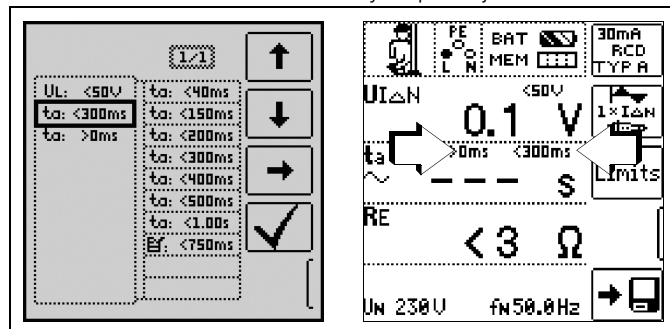 (1/1)
UL: <50V
ta: <300ms
ta: >0ms
ta: <40ms
ta: <150ms
ta: <200ms
ta: <300ms
ta: <400ms
ta: <500ms
ta: <1.00s
: <750ms
PE
L N
BAT
MEM
30mA
RCD
TYP A
UI△N
<50V
0.1 V
1×I△N
ta
>0ms <300ms
--- s
Limits
RE
<3 Ω
UN 230V fN50.0Hz